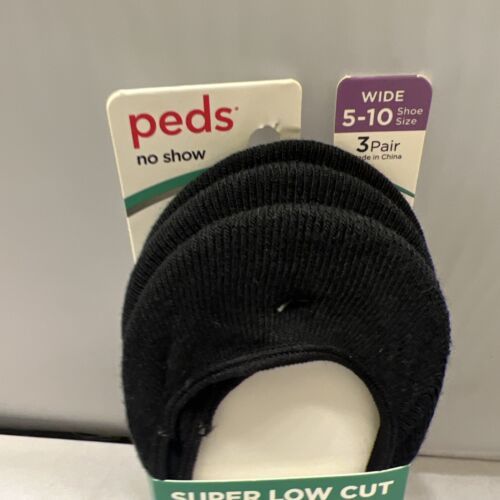 peds
no show
WIDE
5-10 Shoe Size
3 Pair
Made in China
SUPER LOW CUT